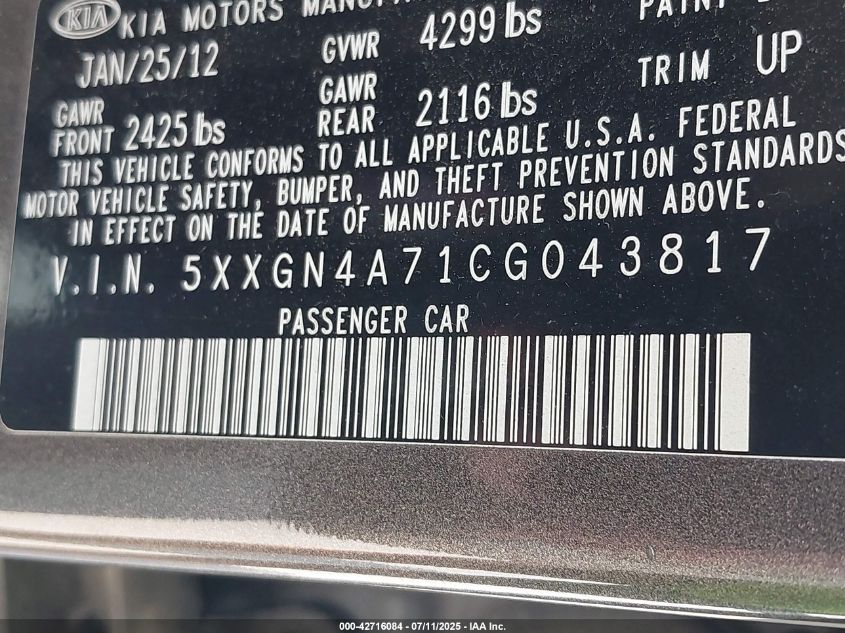 KIA KIA MOTORS
JAN/25/12 GVWR 4299 lbs
GAWR FRONT 2425 lbs GAWR REAR 2116 lbs TRIM UP
THIS VEHICLE CONFORMS TO ALL APPLICABLE U.S.A. FEDERAL
MOTOR VEHICLE SAFETY, BUMPER, AND THEFT PREVENTION STANDARDS
IN EFFECT ON THE DATE OF MANUFACTURE SHOWN ABOVE.
V.I.N. 5XXGN4A71CG043817
PASSENGER CAR
000-42716084 - 07/11/2025 - IAA Inc.